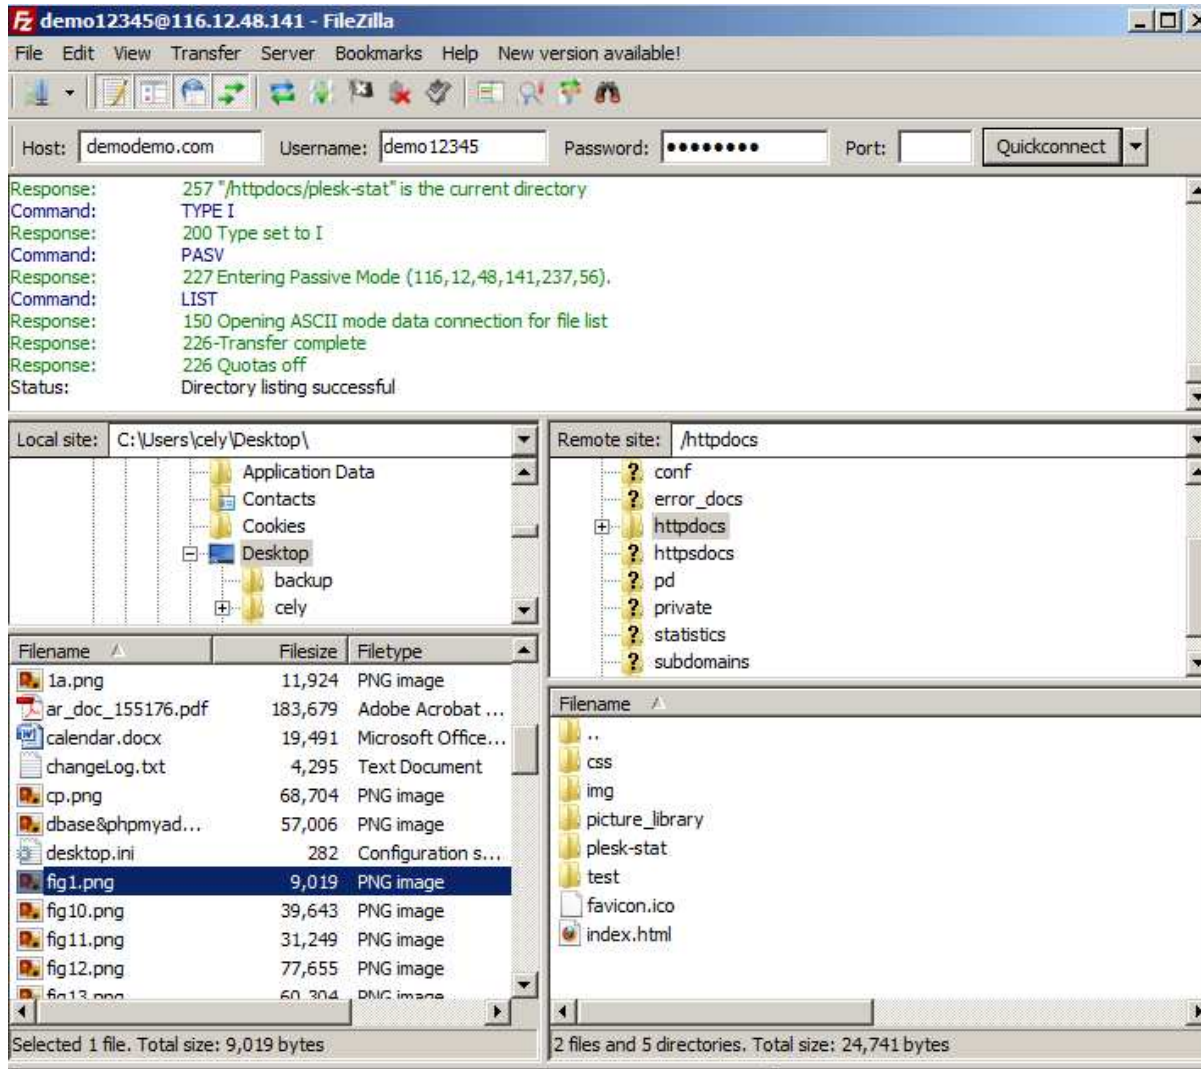 demo12345@116.12.48.141 - FileZilla
File Edit View Transfer Server Bookmarks Help New version available!
Host: demodemo.com Username: demo12345 Password: ●●●●●●●● Port: Quickconnect
Response: 257 "/httpdocs/plesk-stat" is the current directory
Command: TYPE I
Response: 200 Type set to I
Command: PASV
Response: 227 Entering Passive Mode (116,12,48,141,237,56).
Command: LIST
Response: 150 Opening ASCII mode data connection for file list
Response: 226-Transfer complete
Response: 226 Quotas off
Status: Directory listing successful
Local site: C:\Users\cely\Desktop\
Application Data
Contacts
Cookies
Desktop
backup
cely
Filename Filesize Filetype
1a.png 11,924 PNG image
ar_doc_155176.pdf 183,679 Adobe Acrobat ...
calendar.docx 19,491 Microsoft Office...
changeLog.txt 4,295 Text Document
cp.png 68,704 PNG image
dbase&phpmyad... 57,006 PNG image
desktop.ini 282 Configuration s...
fig1.png 9,019 PNG image
fig10.png 39,643 PNG image
fig11.png 31,249 PNG image
fig12.png 77,655 PNG image
fig13.png 60,304 PNG image
Selected 1 file. Total size: 9,019 bytes
Remote site: /httpdocs
conf
error_docs
httpdocs
httpsdocs
pd
private
statistics
subdomains
Filename
..
css
img
picture_library
plesk-stat
test
favicon.ico
index.html
2 files and 5 directories. Total size: 24,741 bytes